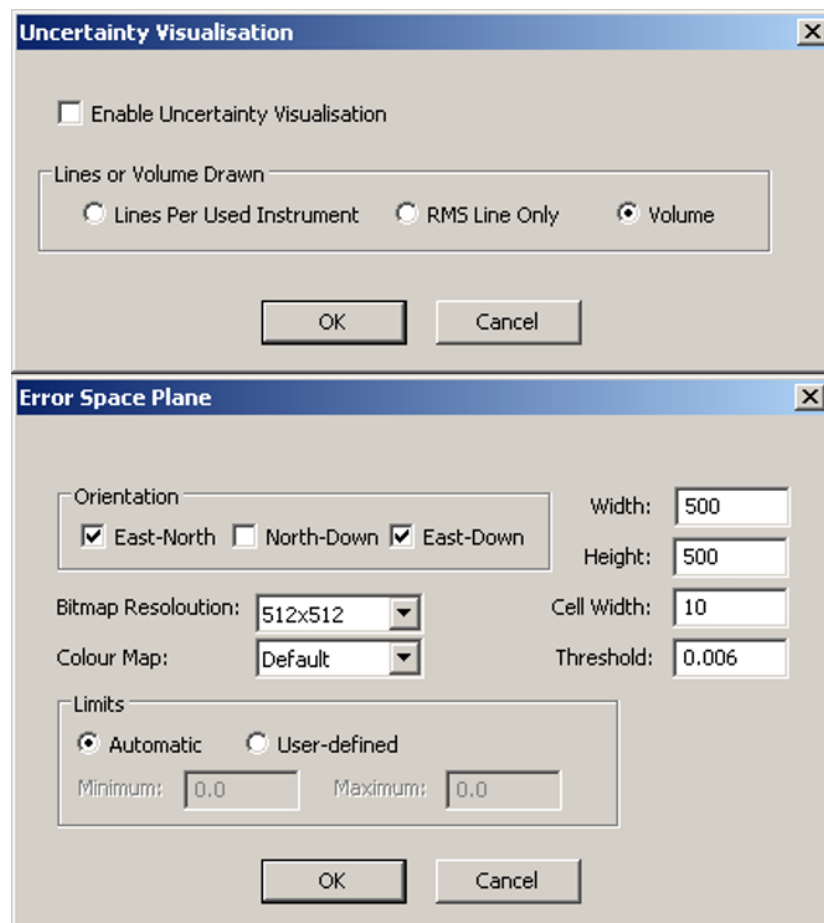 Uncertainty Visualisation
Enable Uncertainty Visualisation
Lines or Volume Drawn
Lines Per Used Instrument RMS Line Only Volume
OK Cancel
Error Space Plane
Orientation
East-North North-Down East-Down
Width: 500
Height: 500
Bitmap Resoloution: 512x512
Cell Width: 10
Colour Map: Default
Threshold: 0.006
Limits
Automatic User-defined
Minimum: 0.0 Maximum: 0.0
OK Cancel